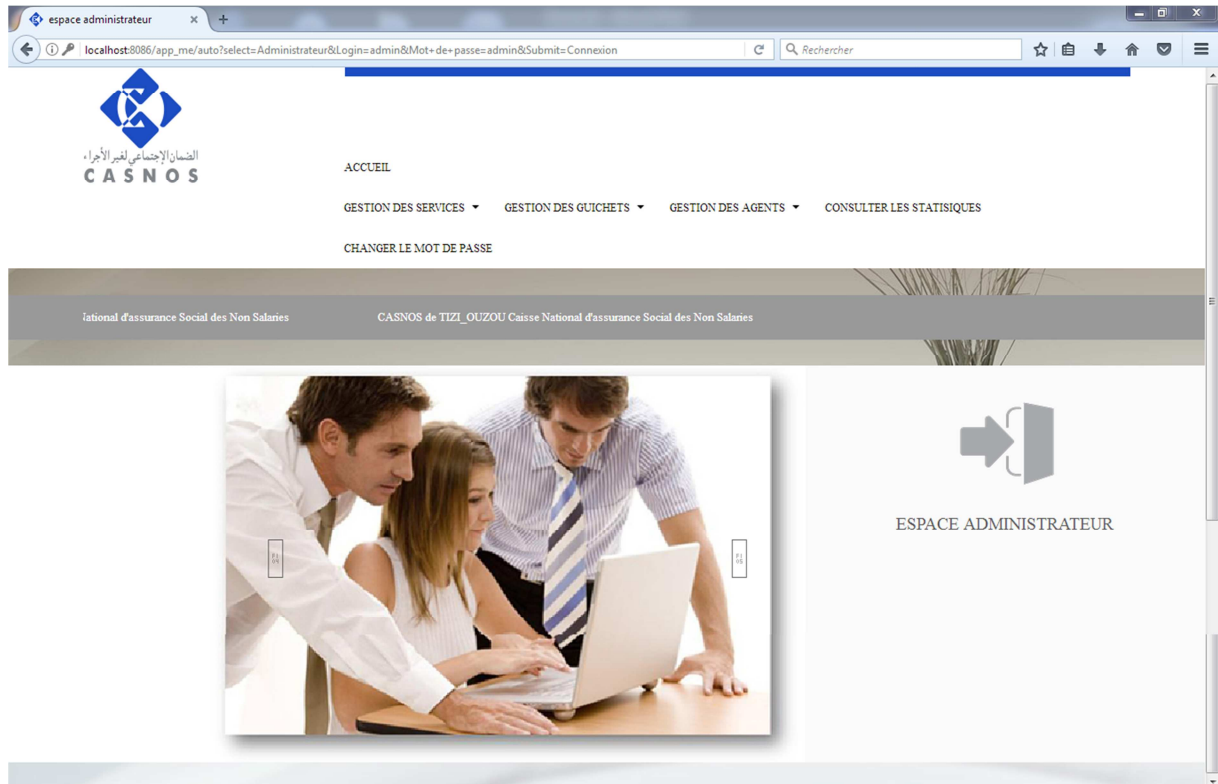 espace administrateur
localhost:8086/app_me/auto?select=Administrateur&Login=admin&Mot+de+passe=admin&Submit=Connexion
Rechercher
الضمان الإجتماعي لغير الأجراء
CASNOS
ACCUEIL
GESTION DES SERVICES GESTION DES GUICHETS GESTION DES AGENTS CONSULTER LES STATISIQUES
CHANGER LE MOT DE PASSE
National d'assurance Social des Non Salaries CASNOS de TIZI_OUZOU Caisse National d'assurance Social des Non Salaries
ESPACE ADMINISTRATEUR